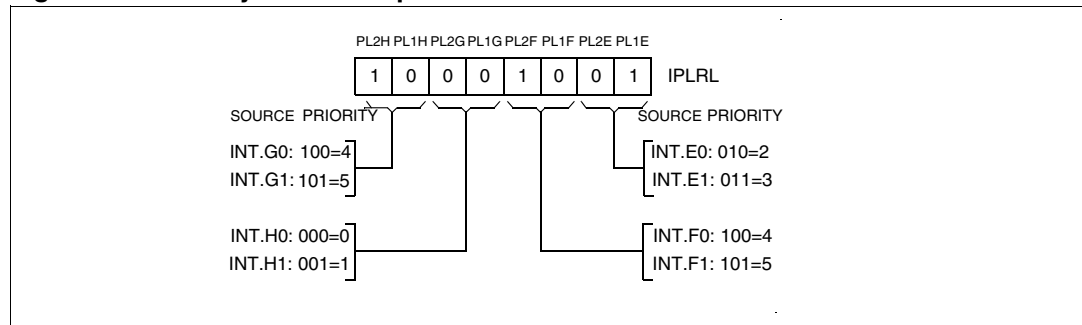 PL2H PL1H PL2G PL1G PL2F PL1F PL2E PL1E
1 0 0 0 1 0 0 1 IPLRL
SOURCE PRIORITY SOURCE PRIORITY
INT.G0: 100=4 INT.E0: 010=2
INT.G1: 101=5 INT.E1: 011=3
INT.H0: 000=0 INT.F0: 100=4
INT.H1: 001=1 INT.F1: 101=5